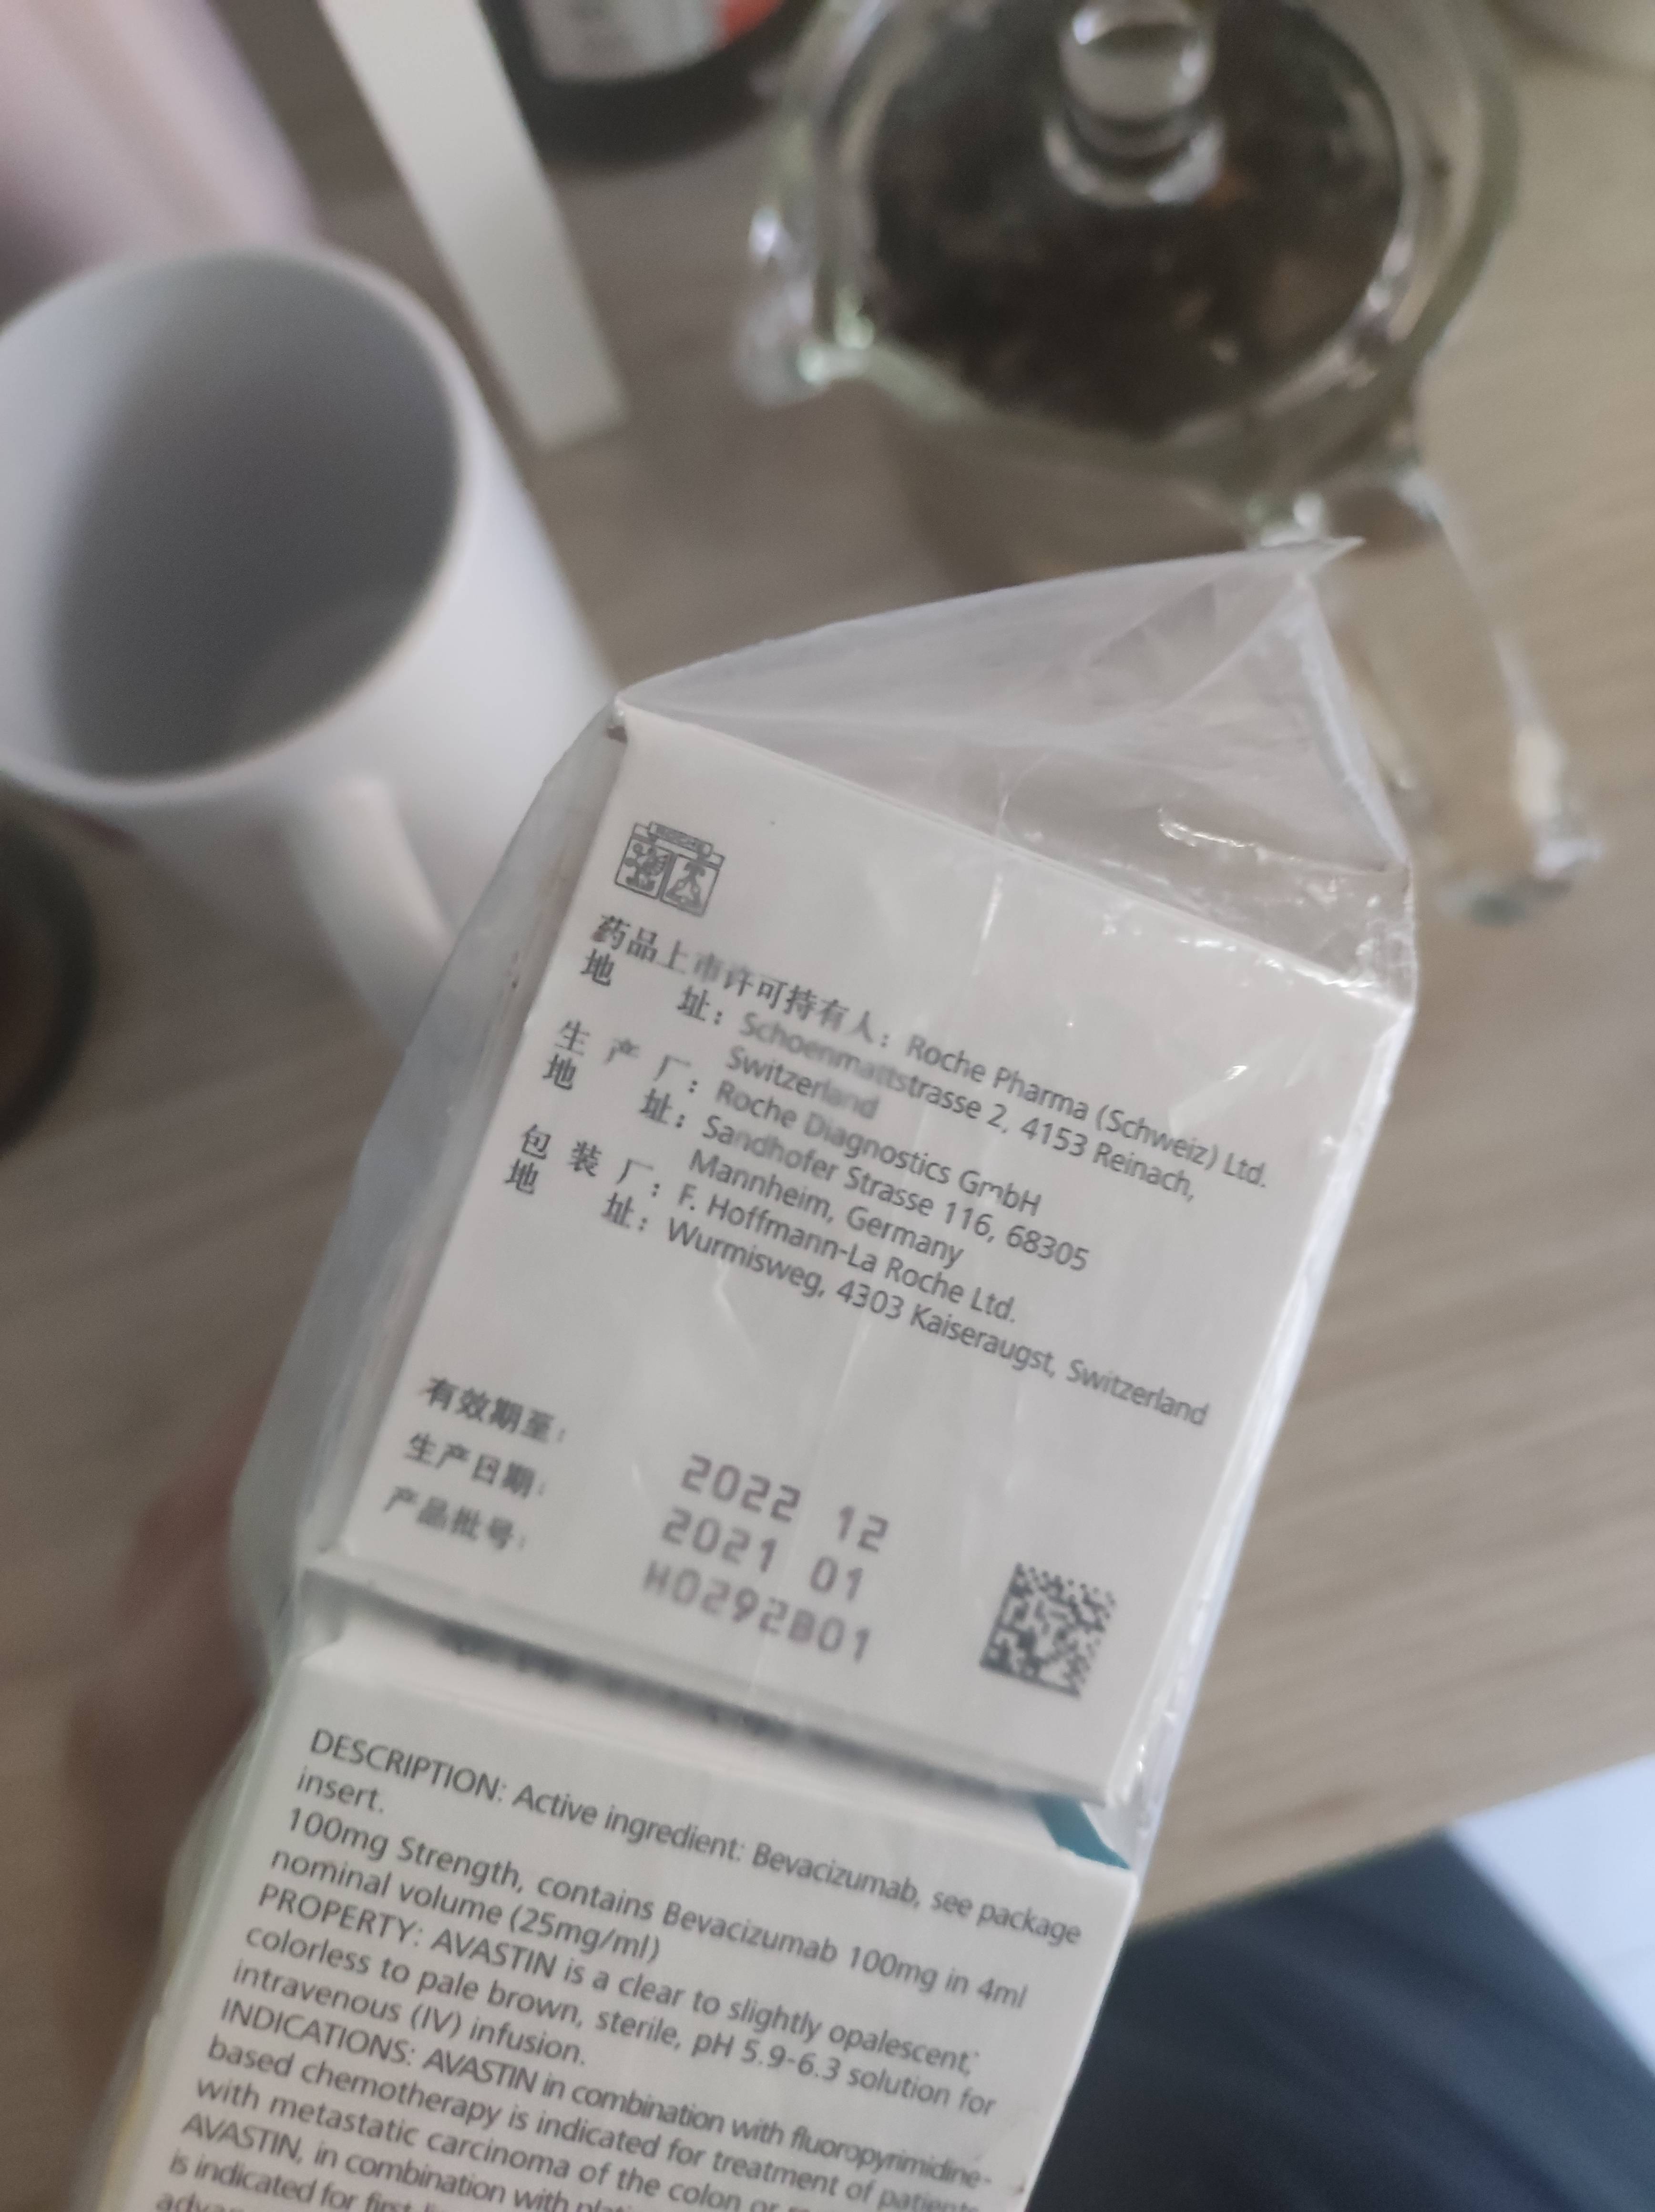 药品上市许可持有人：Roche Pharma (Schweiz) Ltd.
地址：Schoenmattstrasse 2, 4153 Reinach,
Switzerland
生产厂：Roche Diagnostics GmbH
地址：Sandhofer Strasse 116, 68305
Mannheim, Germany
包装厂：F. Hoffmann-La Roche Ltd.
地址：Wurmisweg, 4303 Kaiseraugst, Switzerland
有效期至： 2022 12
生产日期： 2021 01
产品批号： H0292B01
DESCRIPTION: Active ingredient: Bevacizumab, see package
insert.
100mg Strength, contains Bevacizumab 100mg in 4ml
nominal volume (25mg/ml)
PROPERTY: AVASTIN is a clear to slightly opalescent,
colorless to pale brown, sterile, pH 5.9-6.3 solution for
intravenous (IV) infusion.
INDICATIONS: AVASTIN in combination with fluoropyrimidine-
based chemotherapy is indicated for treatment of patients
with metastatic carcinoma of the colon or
AVASTIN, in combination with
is indicated for